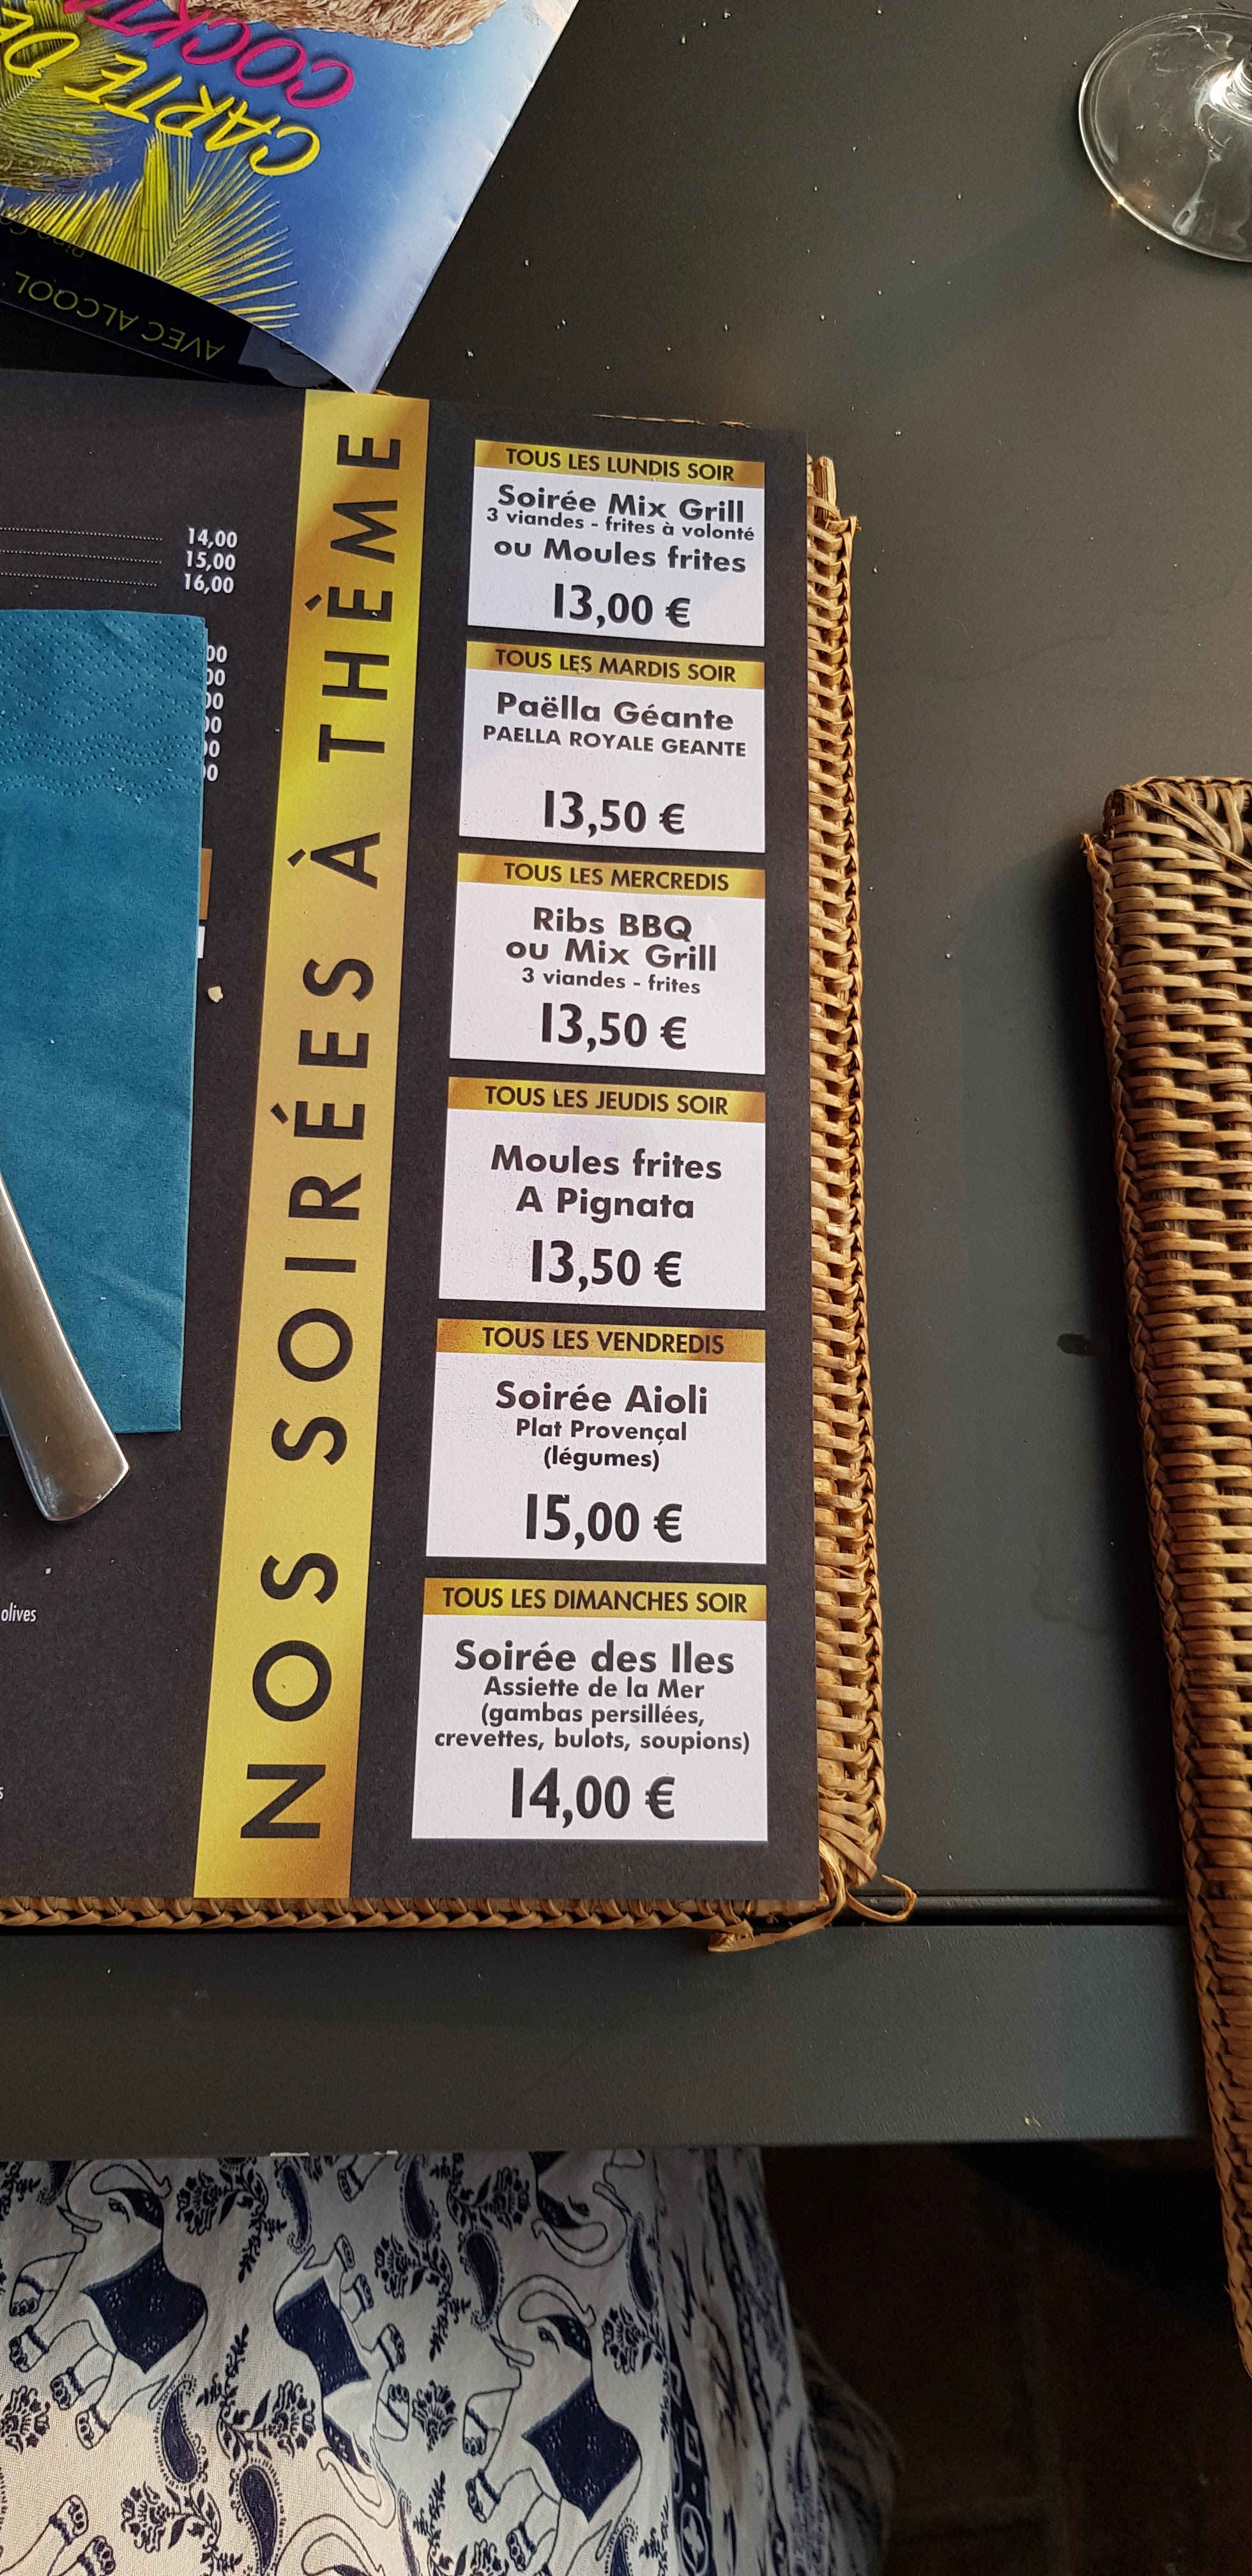 CARTE DE
AVEC ALCOOL
14,00
15,00
16,00
olives
NOS SOIRÉES À THÈME
TOUS LES LUNDIS SOIR
Soirée Mix Grill
3 viandes - frites à volonté
ou Moules frites
13,00 €
TOUS LES MARDIS SOIR
Paëlla Géante
PAELLA ROYALE GEANTE
13,50 €
TOUS LES MERCREDIS
Ribs BBQ
ou Mix Grill
3 viandes - frites
13,50 €
TOUS LES JEUDIS SOIR
Moules frites
A Pignata
13,50 €
TOUS LES VENDREDIS
Soirée Aioli
Plat Provençal
(légumes)
15,00 €
TOUS LES DIMANCHES SOIR
Soirée des Iles
Assiette de la Mer
(gambas persillées,
crevettes, bulots, soupions)
14,00 €